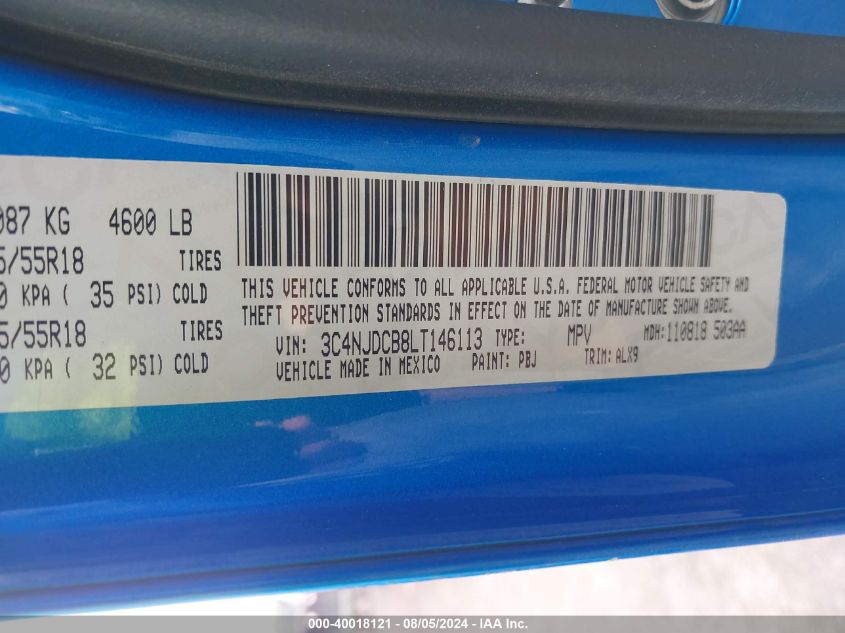 087 KG 4600 LB
5/55R18 TIRES
0 KPA ( 35 PSI) COLD
5/55R18 TIRES
0 KPA ( 32 PSI) COLD
THIS VEHICLE CONFORMS TO ALL APPLICABLE U.S.A. FEDERAL MOTOR VEHICLE SAFETY AND
THEFT PREVENTION STANDARDS IN EFFECT ON THE DATE OF MANUFACTURE SHOWN ABOVE.
VIN: 3C4NJDCB8LT146113 TYPE: MPV MDH:110818 503AA
VEHICLE MADE IN MEXICO PAINT: PBJ TRIM: ALX9
000-40018121 - 08/05/2024 - IAAI Inc.